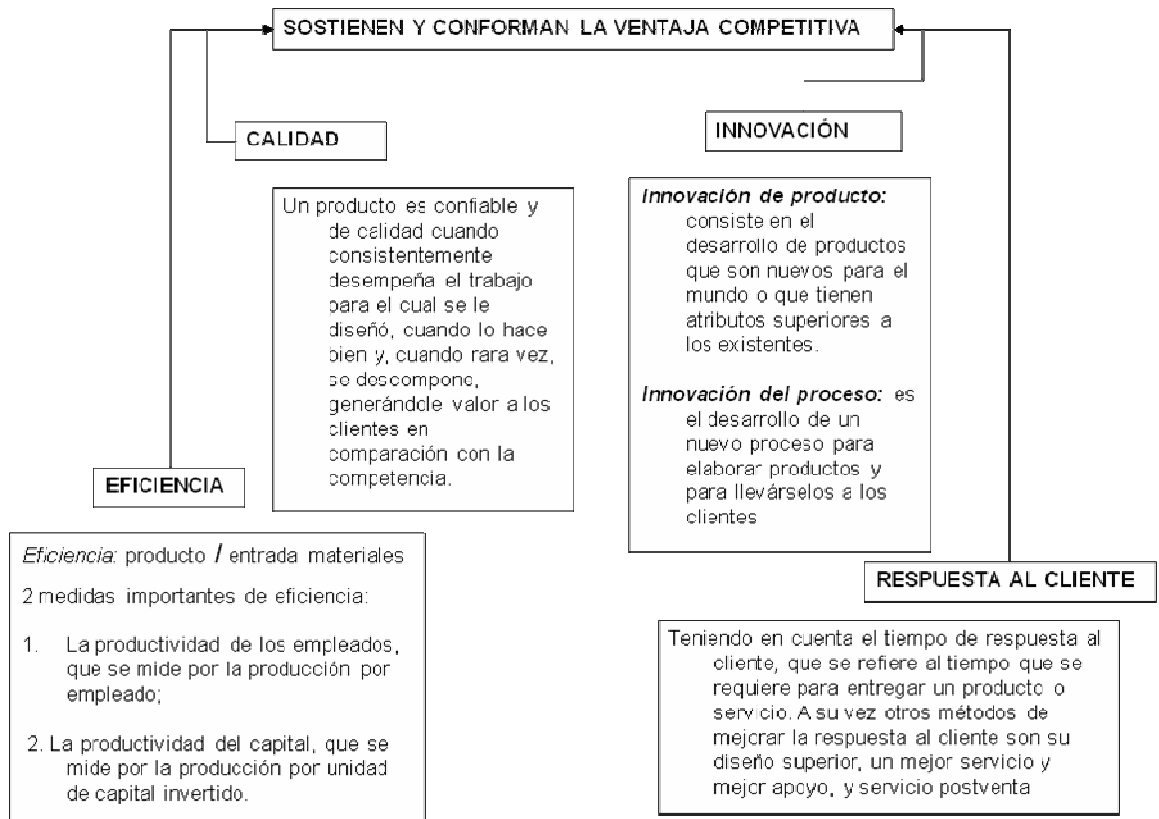 SOSTIENEN Y CONFORMAN LA VENTAJA COMPETITIVA
CALIDAD
Un producto es confiable y
de calidad cuando
consistentemente
desempeña el trabajo
para el cual se le
diseñó, cuando lo hace
bien y, cuando rara vez,
se descompone,
generándole valor a los
clientes en
comparación con la
competencia.
INNOVACIÓN
Innovación de producto:
consiste en el
desarrollo de productos
que son nuevos para el
mundo o que tienen
atributos superiores a
los existentes.
Innovación del proceso: es
el desarrollo de un
nuevo proceso para
elaborar productos y
para llevárselos a los
clientes
EFICIENCIA
Eficiencia: producto / entrada materiales
2 medidas importantes de eficiencia:
1. La productividad de los empleados,
que se mide por la producción por
empleado;
2. La productividad del capital, que se
mide por la producción por unidad
de capital invertido.
RESPUESTA AL CLIENTE
Teniendo en cuenta el tiempo de respuesta al
cliente, que se refiere al tiempo que se
requiere para entregar un producto o
servicio. A su vez otros métodos de
mejorar la respuesta al cliente son su
diseño superior, un mejor servicio y
mejor apoyo, y servicio postventa